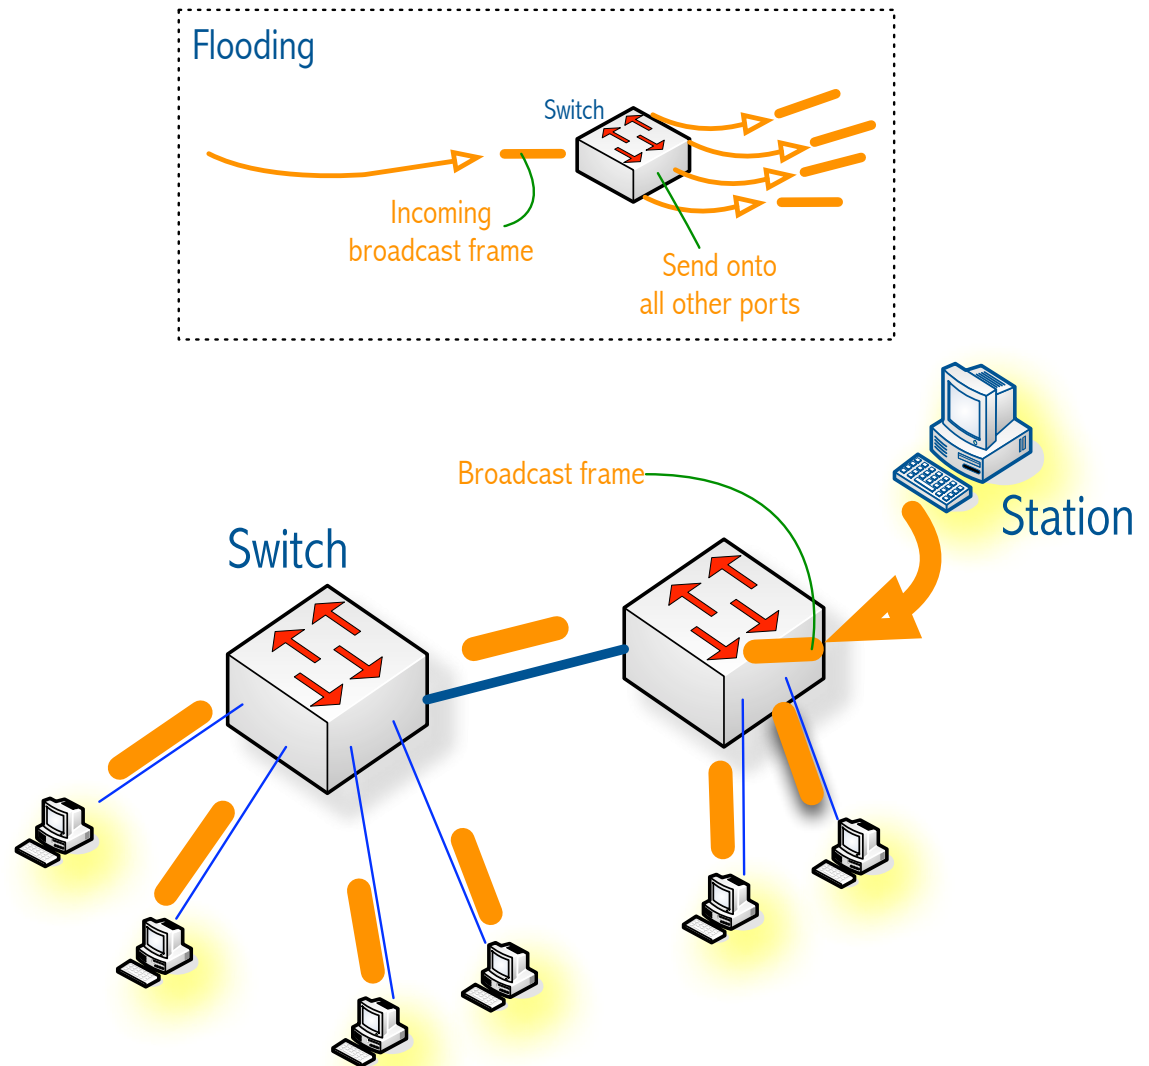 Flooding
Switch
Incoming
broadcast frame
Send onto
all other ports
Broadcast frame
Station
Switch